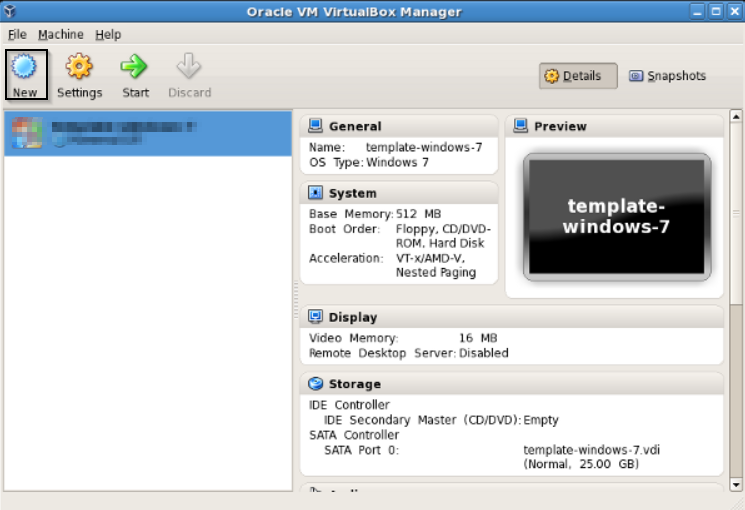 Oracle VM VirtualBox Manager
File Machine Help
New Settings Start Discard
Details Snapshots
General
Name: template-windows-7
OS Type: Windows 7
System
Base Memory: 512 MB
Boot Order: Floppy, CD/DVD-
ROM, Hard Disk
Acceleration: VT-x/AMD-V,
Nested Paging
Preview
template-
windows-7
Display
Video Memory: 16 MB
Remote Desktop Server: Disabled
Storage
IDE Controller
IDE Secondary Master (CD/DVD): Empty
SATA Controller
SATA Port 0: template-windows-7.vdi
(Normal, 25.00 GB)